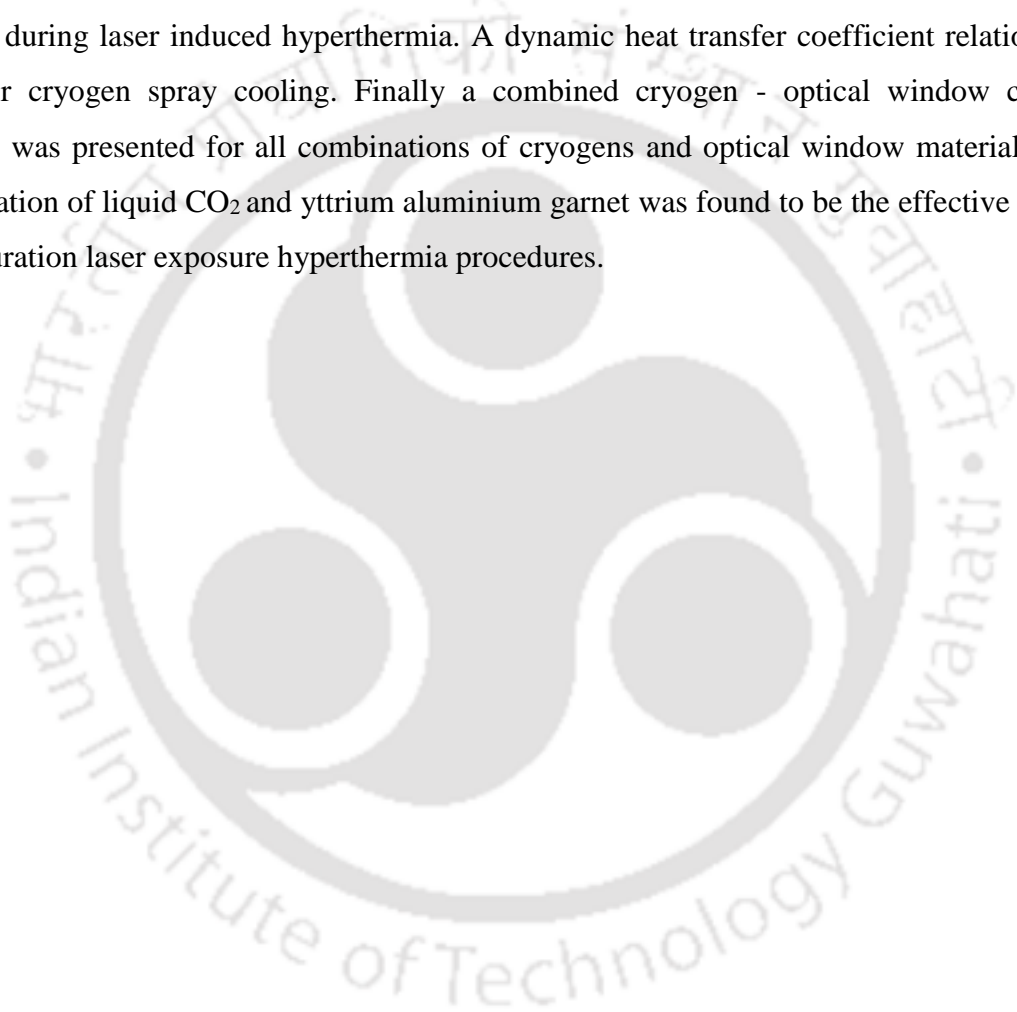 during laser induced hyperthermia. A dynamic heat transfer coefficient relatio
r cryogen spray cooling. Finally a combined cryogen - optical window c
was presented for all combinations of cryogens and optical window material
ation of liquid CO2 and yttrium aluminium garnet was found to be the effective
uration laser exposure hyperthermia procedures.
भारतीय प्रौद्योगिकी संस्थान गुवाहाटी
• Indian Institute of Technology Guwahati •